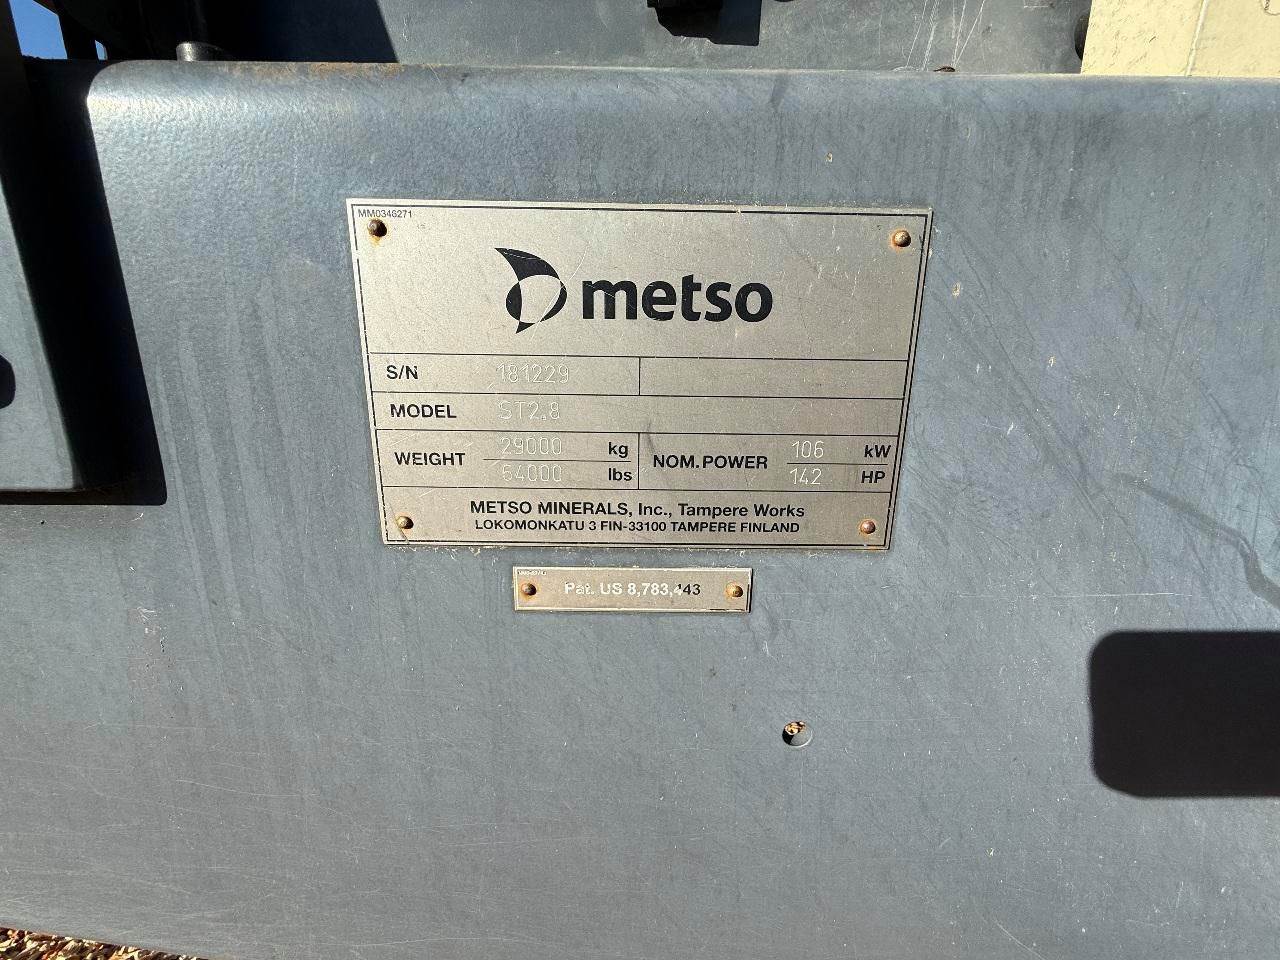 MM0346271
metso
S/N 181229
MODEL ST2.8
WEIGHT 29000 kg
64000 lbs
NOM. POWER 106 kW
142 HP
METSO MINERALS, Inc., Tampere Works
LOKOMONKATU 3 FIN-33100 TAMPERE FINLAND
Pat. US 8,783,443